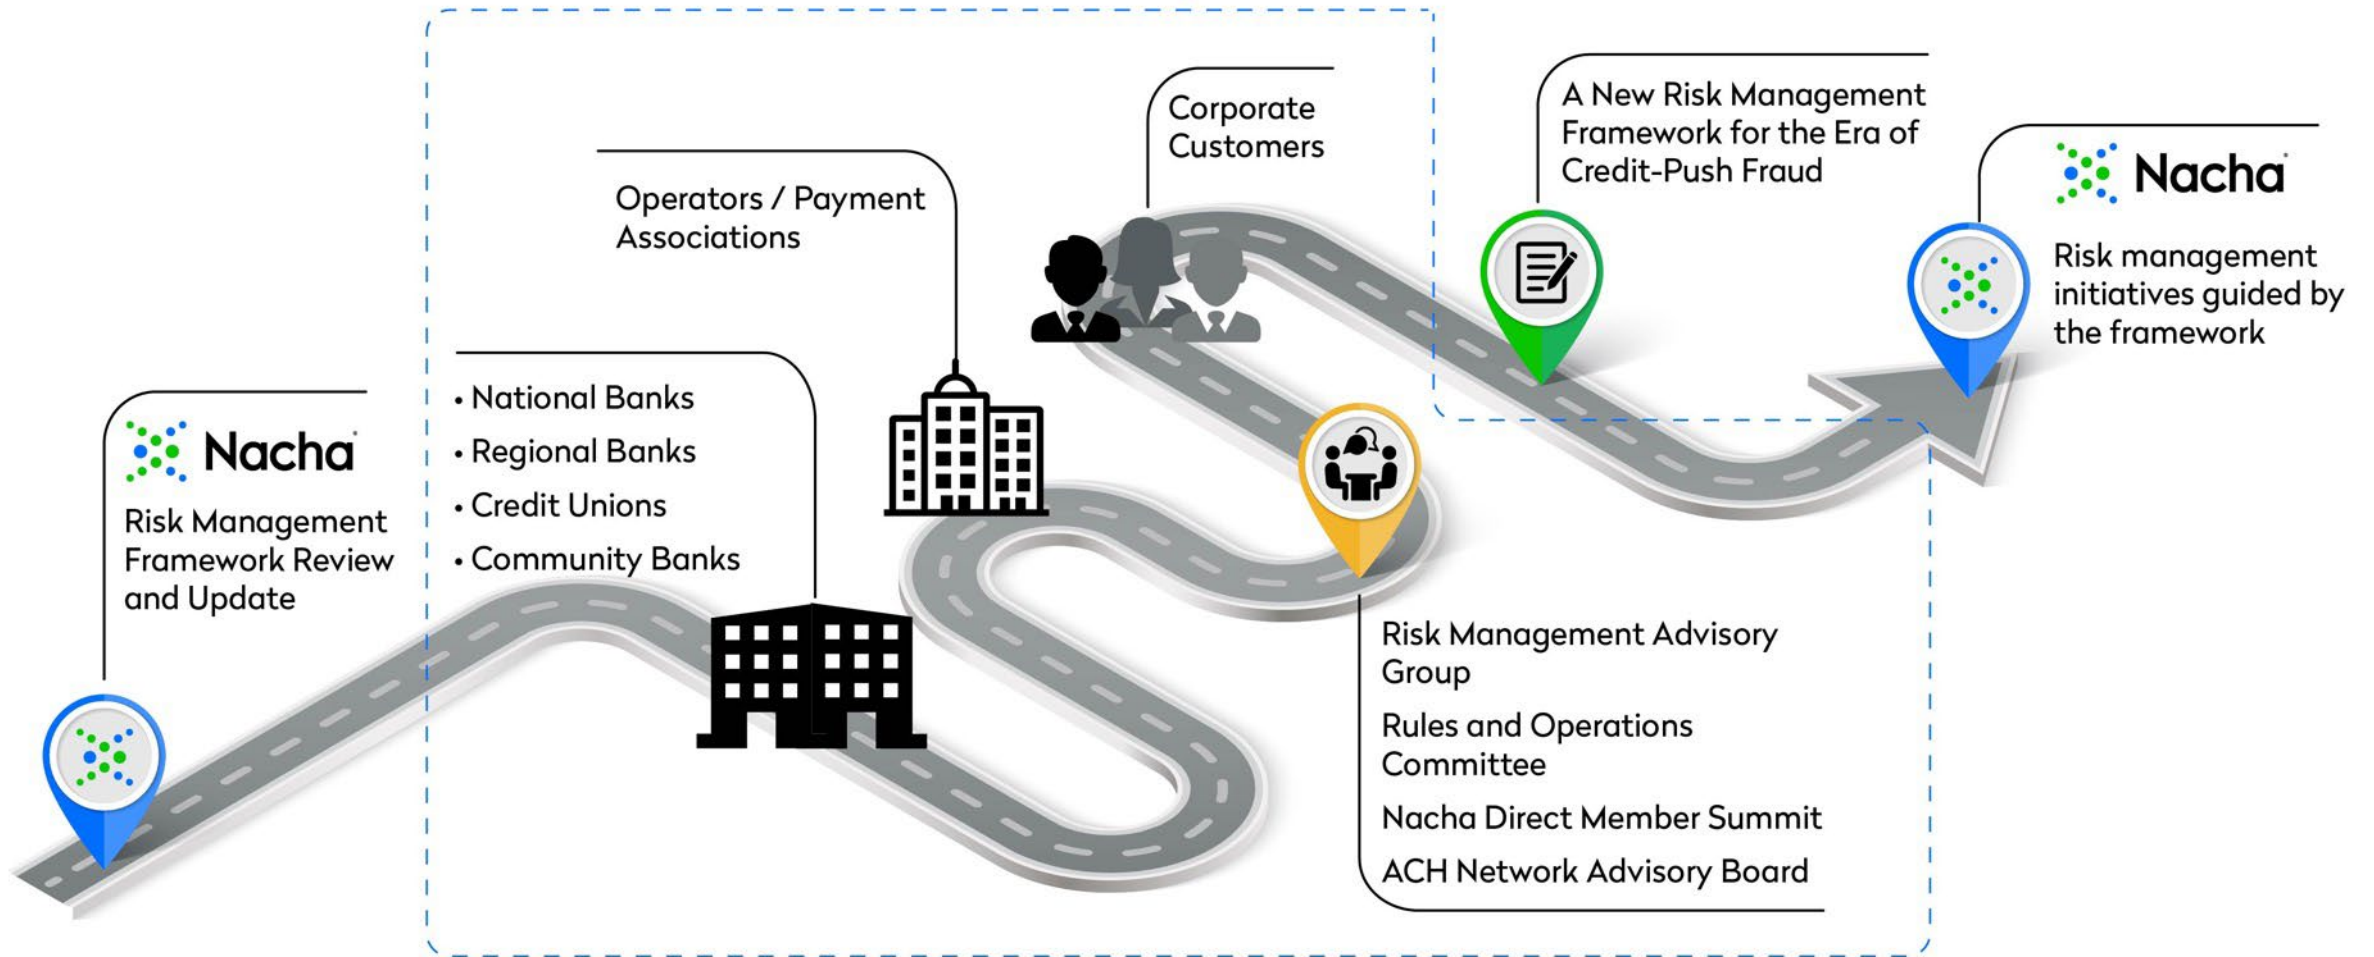 Nacha
Risk Management
Framework Review
and Update
• National Banks
• Regional Banks
• Credit Unions
• Community Banks
Operators / Payment
Associations
Risk Management Advisory
Group
Rules and Operations
Committee
Nacha Direct Member Summit
ACH Network Advisory Board
Corporate
Customers
A New Risk Management
Framework for the Era of
Credit-Push Fraud
Nacha
Risk management
initiatives guided by
the framework